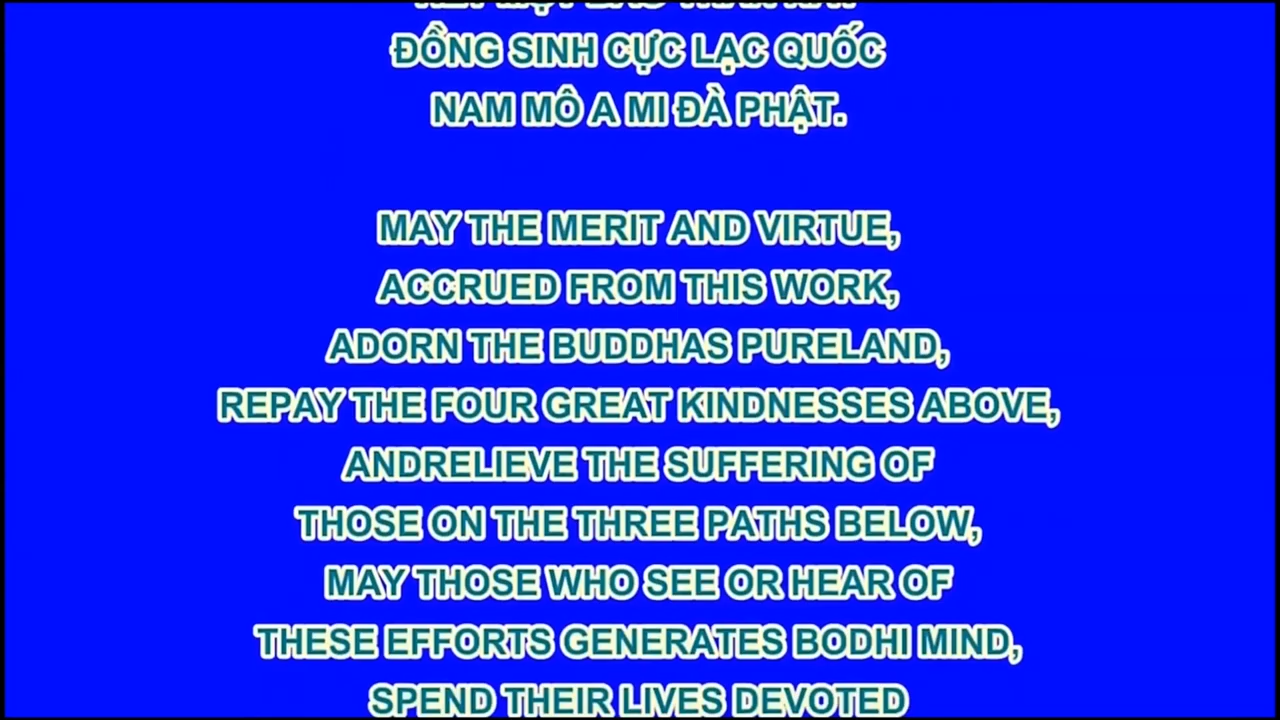 ĐỒNG SINH CỰC LẠC QUỐC
NAM MÔ A MI ĐÀ PHẬT.
MAY THE MERIT AND VIRTUE,
ACCRUED FROM THIS WORK,
ADORN THE BUDDHAS PURELAND,
REPAY THE FOUR GREAT KINDNESSES ABOVE,
ANDRELIEVE THE SUFFERING OF
THOSE ON THE THREE PATHS BELOW,
MAY THOSE WHO SEE OR HEAR OF
THESE EFFORTS GENERATES BODHI MIND,
SPEND THEIR LIVES DEVOTED